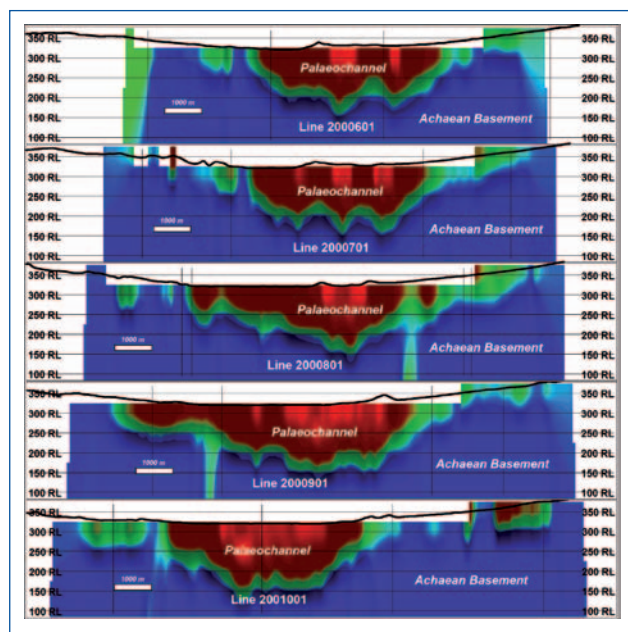 350 RL 350 RL
300 RL 300 RL
Palaeochannel
250 RL 250 RL
200 RL 200 RL
1000 m
Achaean Basement
150 RL 150 RL
Line 2000601
100 RL 100 RL
350 RL 350 RL
300 RL 300 RL
Palaeochannel
250 RL 250 RL
200 RL 200 RL
1000 m
Achaean Basement
150 RL 150 RL
Line 2000701
100 RL 100 RL
350 RL 350 RL
300 RL 300 RL
Palaeochannel
250 RL 250 RL
200 RL 200 RL
1000 m
Achaean Basement
150 RL 150 RL
Line 2000801
100 RL 100 RL
350 RL 350 RL
300 RL 300 RL
Palaeochannel
250 RL 250 RL
200 RL 200 RL
1000 m
Achaean Basement
150 RL 150 RL
Line 2000901
100 RL 100 RL
350 RL 350 RL
300 RL 300 RL
250 RL 250 RL
Palaeochannel
200 RL 200 RL
1000 m
Achaean Basement
150 RL 150 RL
Line 2001001
100 RL 100 RL